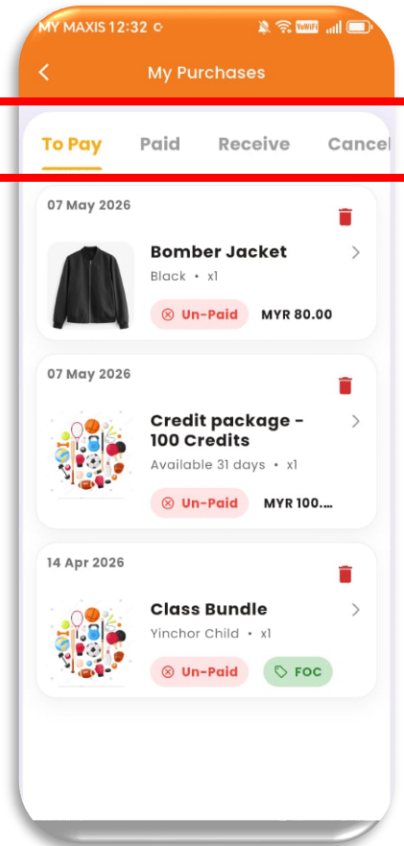 MY MAXIS 12:32
VoWiFi
My Purchases
To Pay Paid Receive Cancel
07 May 2026
Bomber Jacket
Black • x1
Un-Paid MYR 80.00
07 May 2026
Credit package -
100 Credits
Available 31 days • x1
Un-Paid MYR 100....
14 Apr 2026
Class Bundle
Yinchor Child • x1
Un-Paid FOC